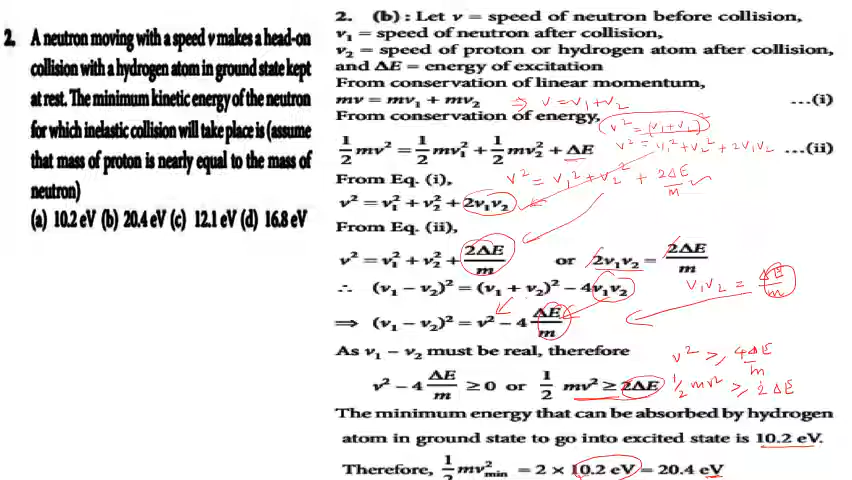 2. A neutron moving with a speed v makes a head-on
collision with a hydrogen atom in ground state kept
at rest. The minimum kinetic energy of the neutron
for which inelastic collision will take place is (assume
that mass of proton is nearly equal to the mass of
neutron)
(a) 10.2 eV (b) 20.4 eV (c) 12.1 eV (d) 16.8 eV
2. (b) : Let v = speed of neutron before collision,
v₁ = speed of neutron after collision,
v₂ = speed of proton or hydrogen atom after collision,
and ΔE = energy of excitation
From conservation of linear momentum,
mv = mv₁ + mv₂ ⇒ v = v₁ + v₂ ...(i)
From conservation of energy,
v² = (v₁ + v₂)²
1/2 mv² = 1/2 mv₁² + 1/2 mv₂² + ΔE ...(ii)
v² = v₁² + v₂² + 2v₁v₂
From Eq. (i),
v² = v₁² + v₂² + 2ΔE/m
v² = v₁² + v₂² + 2v₁v₂
From Eq. (ii),
v² = v₁² + v₂² + 2ΔE/m or 2v₁v₂ = 2ΔE/m
v₁v₂ = ΔE/m
∴ (v₁ − v₂)² = (v₁ + v₂)² − 4v₁v₂
⇒ (v₁ − v₂)² = v² − 4 ΔE/m
As v₁ − v₂ must be real, therefore
v² ≥ 4ΔE/m
v² − 4 ΔE/m ≥ 0 or 1/2 mv² ≥ 2ΔE
1/2 mv² ≥ 2ΔE
The minimum energy that can be absorbed by hydrogen
atom in ground state to go into excited state is 10.2 eV.
Therefore, 1/2 mv²min = 2 × 10.2 eV = 20.4 eV